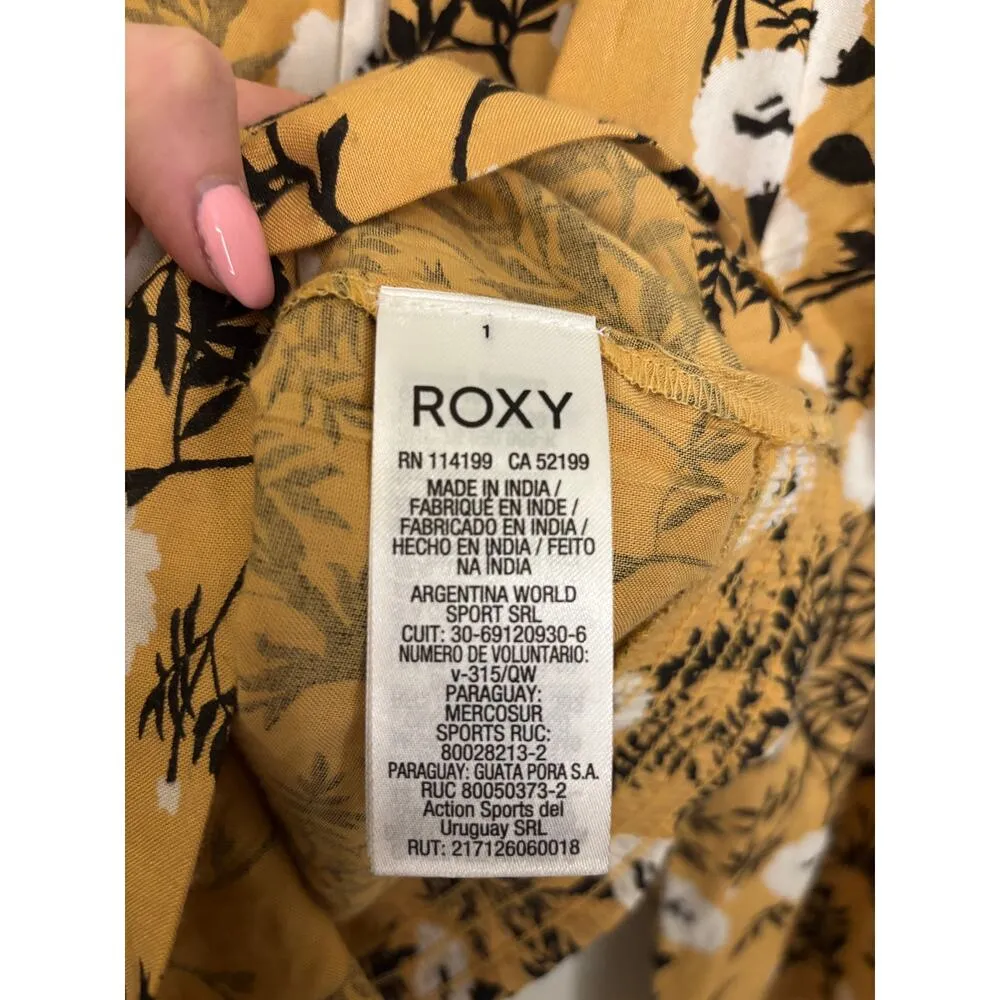 1
ROXY
RN 114199 CA 52199
MADE IN INDIA /
FABRIQUÉ EN INDE /
FABRICADO EN INDIA /
HECHO EN INDIA / FEITO
NA ÍNDIA
ARGENTINA WORLD
SPORT SRL
CUIT: 30-69120930-6
NUMERO DE VOLUNTARIO:
v-315/QW
PARAGUAY:
MERCOSUR
SPORTS RUC:
80028213-2
PARAGUAY: GUATA PORA S.A.
RUC 80050373-2
Action Sports del
Uruguay SRL
RUT: 217126060018